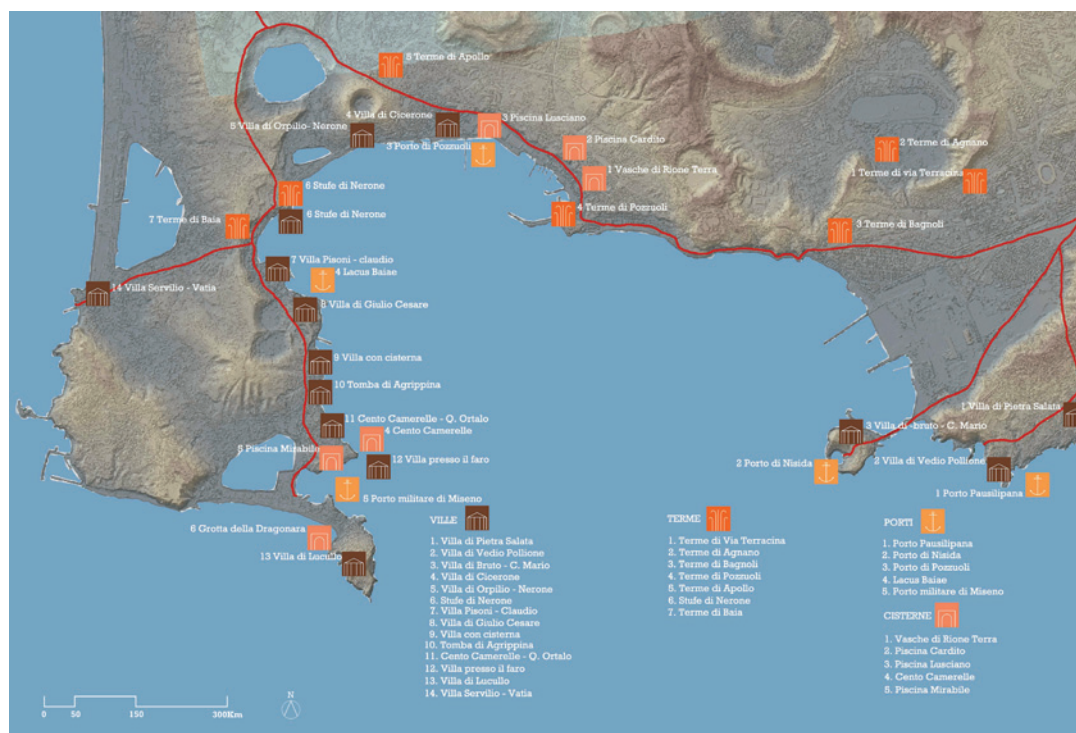 5 Terme di Apollo
4 Villa di Cicerone
3 Piscina Lusciano
5 Villa di Orpilio- Nerone
3 Porto di Pozzuoli
2 Piscina Cardito
2 Terme di Agnano
1 Vasche di Rione Terra
1 Terme di via Terracina
6 Stufe di Nerone
4 Terme di Pozzuoli
7 Terme di Baia
6 Stufe di Nerone
3 Terme di Bagnoli
7 Villa Pisoni - claudio
4 Lacus Baiae
14 Villa Servilio - Vatia
8 Villa di Giulio Cesare
9 Villa con cisterna
10 Tomba di Agrippina
1 Villa di Pietra Salata
11 Cento Camerelle - Q. Ortalo
4 Cento Camerelle
3 Villa di -bruto - C. Mario
5 Piscina Mirabile
12 Villa presso il faro
2 Porto di Nisida
2 Villa di Vedio Pollione
5 Porto militare di Miseno
1 Porto Pausilipana
6 Grotta della Dragonara
13 Villa di Lucullo
VILLE
1. Villa di Pietra Salata
2. Villa di Vedio Pollione
3. Villa di Bruto - C. Mario
4. Villa di Cicerone
5. Villa di Orpilio - Nerone
6. Stufe di Nerone
7. Villa Pisoni - Claudio
8. Villa di Giulio Cesare
9. Villa con cisterna
10. Tomba di Agrippina
11. Cento Camerelle - Q. Ortalo
12. Villa presso il faro
13. Villa di Lucullo
14. Villa Servilio - Vatia
TERME
1. Terme di Via Terracina
2. Terme di Agnano
3. Terme di Bagnoli
4. Terme di Pozzuoli
5. Terme di Apollo
6. Stufe di Nerone
7. Terme di Baia
PORTI
1. Porto Pausilipana
2. Porto di Nisida
3. Porto di Pozzuoli
4. Lacus Baiae
5. Porto militare di Miseno
CISTERNE
1. Vasche di Rione Terra
2. Piscina Cardito
3. Piscina Lusciano
4. Cento Camerelle
5. Piscina Mirabile
0 50 150 300Km
N